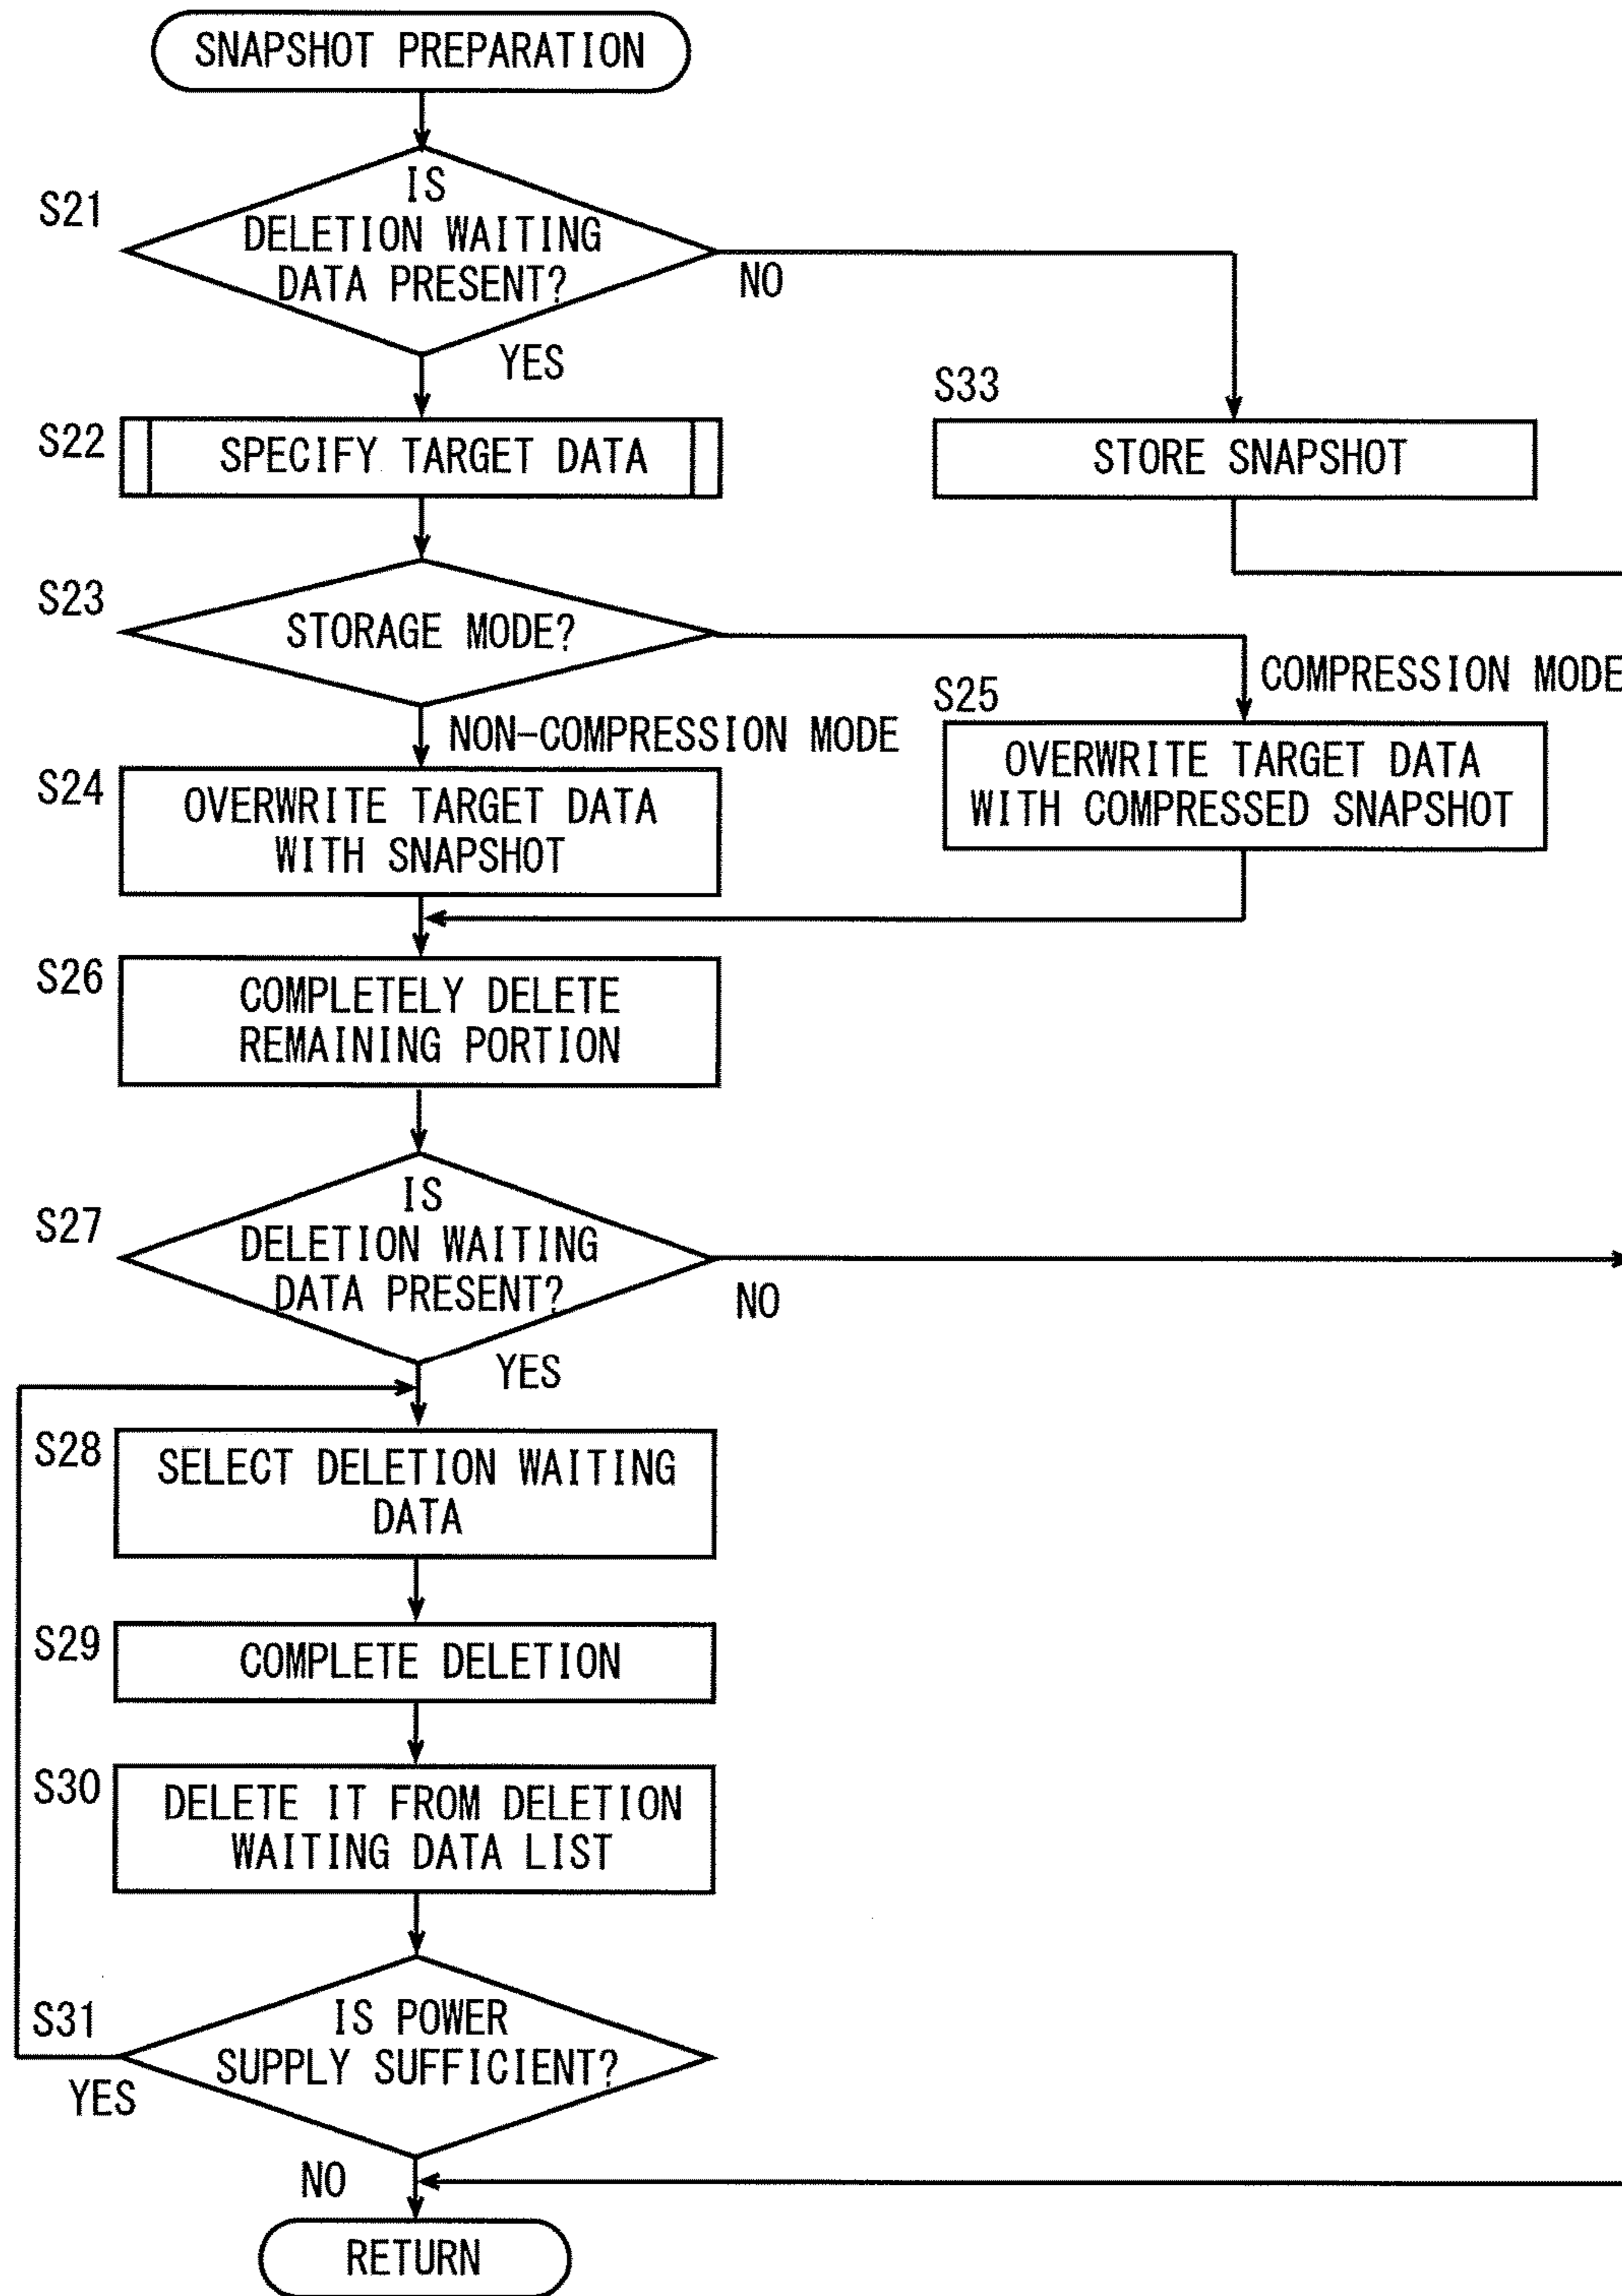 SNAPSHOT PREPARATION
S21
IS
DELETION WAITING
DATA PRESENT?
NO
YES
S33
STORE SNAPSHOT
S22
SPECIFY TARGET DATA
S23
STORAGE MODE?
COMPRESSION MODE
NON-COMPRESSION MODE
S25
OVERWRITE TARGET DATA
WITH COMPRESSED SNAPSHOT
S24
OVERWRITE TARGET DATA
WITH SNAPSHOT
S26
COMPLETELY DELETE
REMAINING PORTION
S27
IS
DELETION WAITING
DATA PRESENT?
NO
YES
S28
SELECT DELETION WAITING
DATA
S29
COMPLETE DELETION
S30
DELETE IT FROM DELETION
WAITING DATA LIST
S31
IS POWER
SUPPLY SUFFICIENT?
YES
NO
RETURN